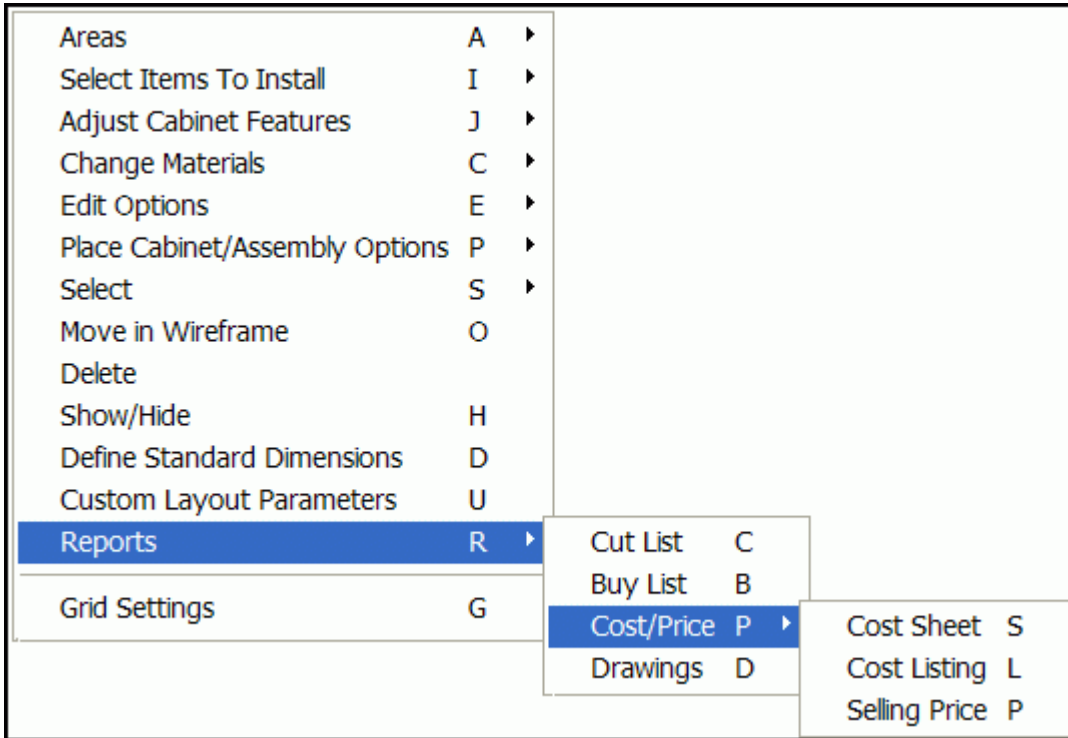 Areas A
Select Items To Install I
Adjust Cabinet Features J
Change Materials C
Edit Options E
Place Cabinet/Assembly Options P
Select S
Move in Wireframe O
Delete
Show/Hide H
Define Standard Dimensions D
Custom Layout Parameters U
Reports R
Grid Settings G
Cut List C
Buy List B
Cost/Price P
Drawings D
Cost Sheet S
Cost Listing L
Selling Price P